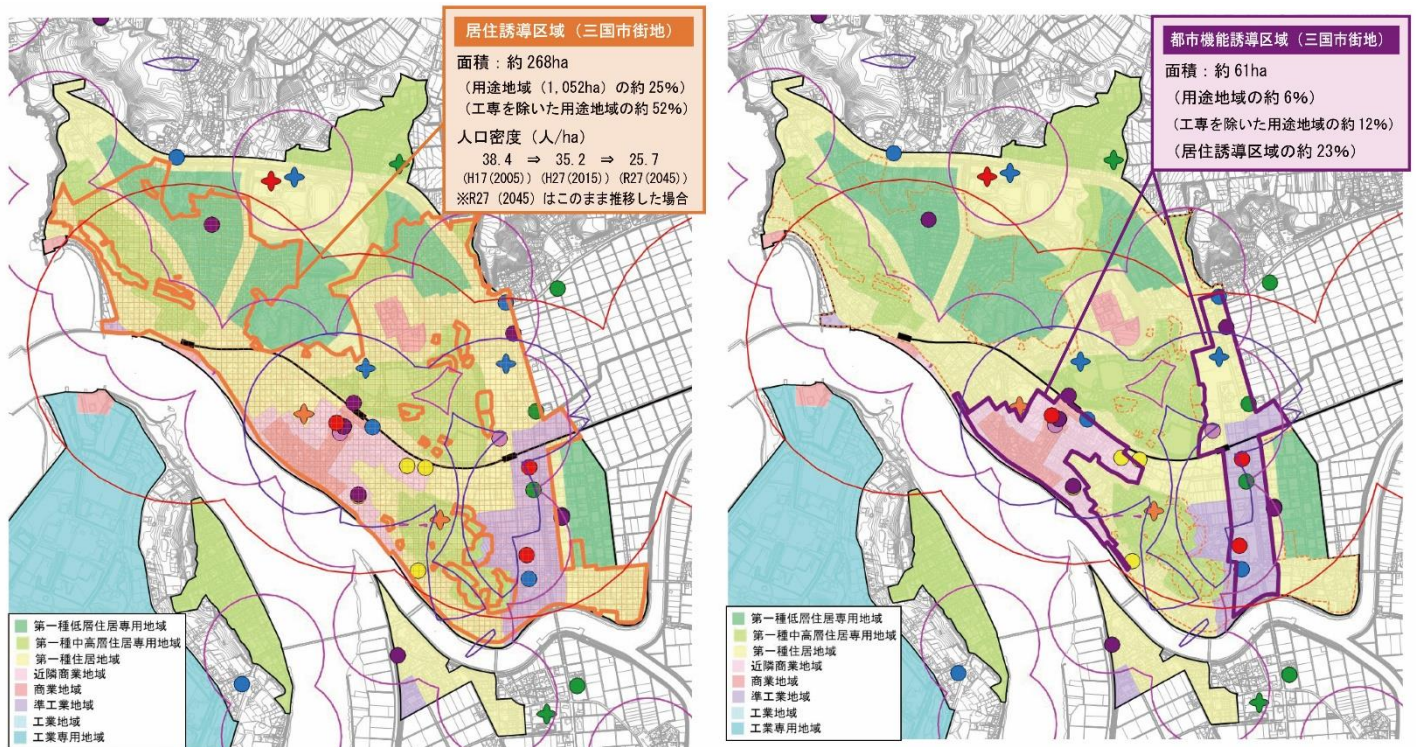 居住誘導区域（三国市街地）
面積：約268ha
（用途地域（1,052ha）の約25%）
（工専を除いた用途地域の約52%）
人口密度（人/ha）
38.4 ⇒ 35.2 ⇒ 25.7
(H17(2005)) (H27(2015)) (R27(2045))
※R27（2045）はこのまま推移した場合
第一種低層住居専用地域
第一種中高層住居専用地域
第一種住居地域
近隣商業地域
商業地域
準工業地域
工業地域
工業専用地域
都市機能誘導区域（三国市街地）
面積：約61ha
（用途地域の約6%）
（工専を除いた用途地域の約12%）
（居住誘導区域の約23%）
第一種低層住居専用地域
第一種中高層住居専用地域
第一種住居地域
近隣商業地域
商業地域
準工業地域
工業地域
工業専用地域